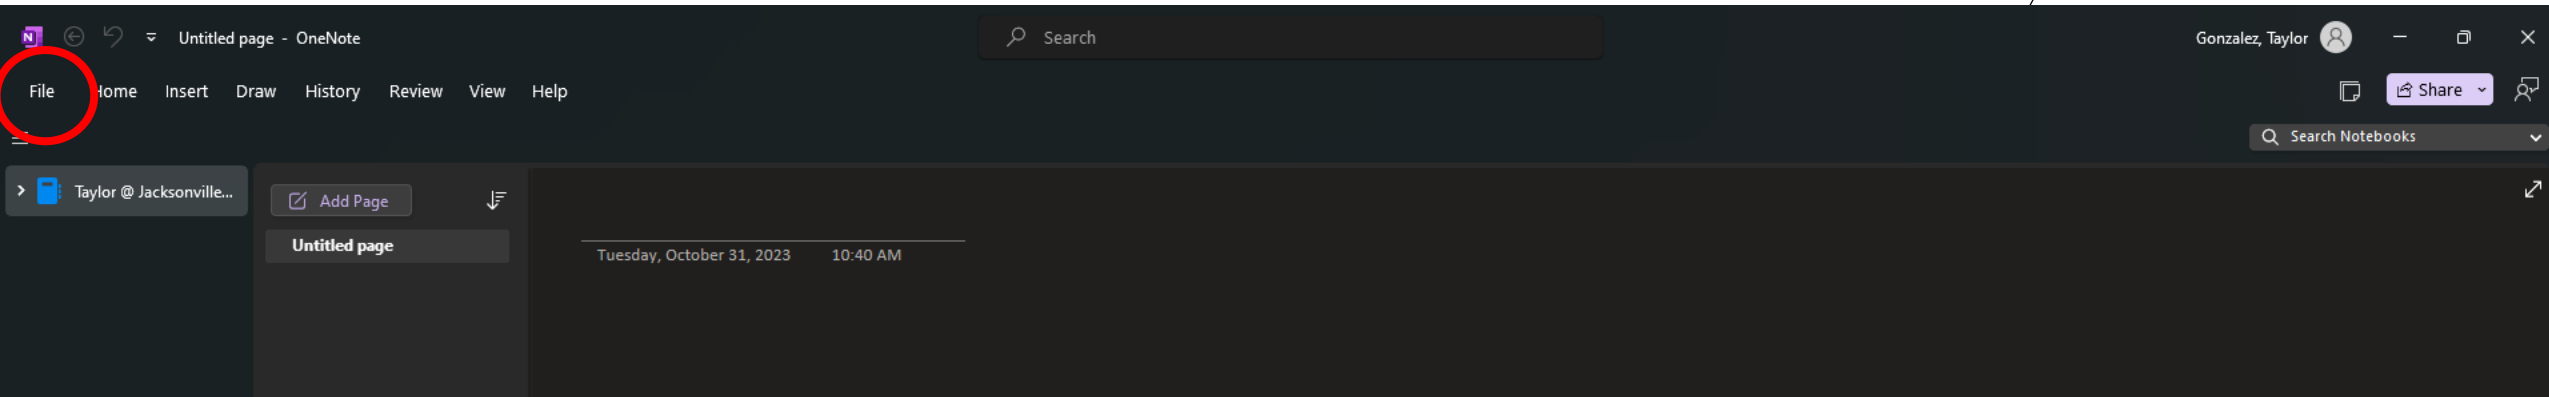 Untitled page - OneNote
Search
Gonzalez, Taylor
File Home Insert Draw History Review View Help
Share
Search Notebooks
Taylor @ Jacksonville...
Add Page
Untitled page
Tuesday, October 31, 2023 10:40 AM